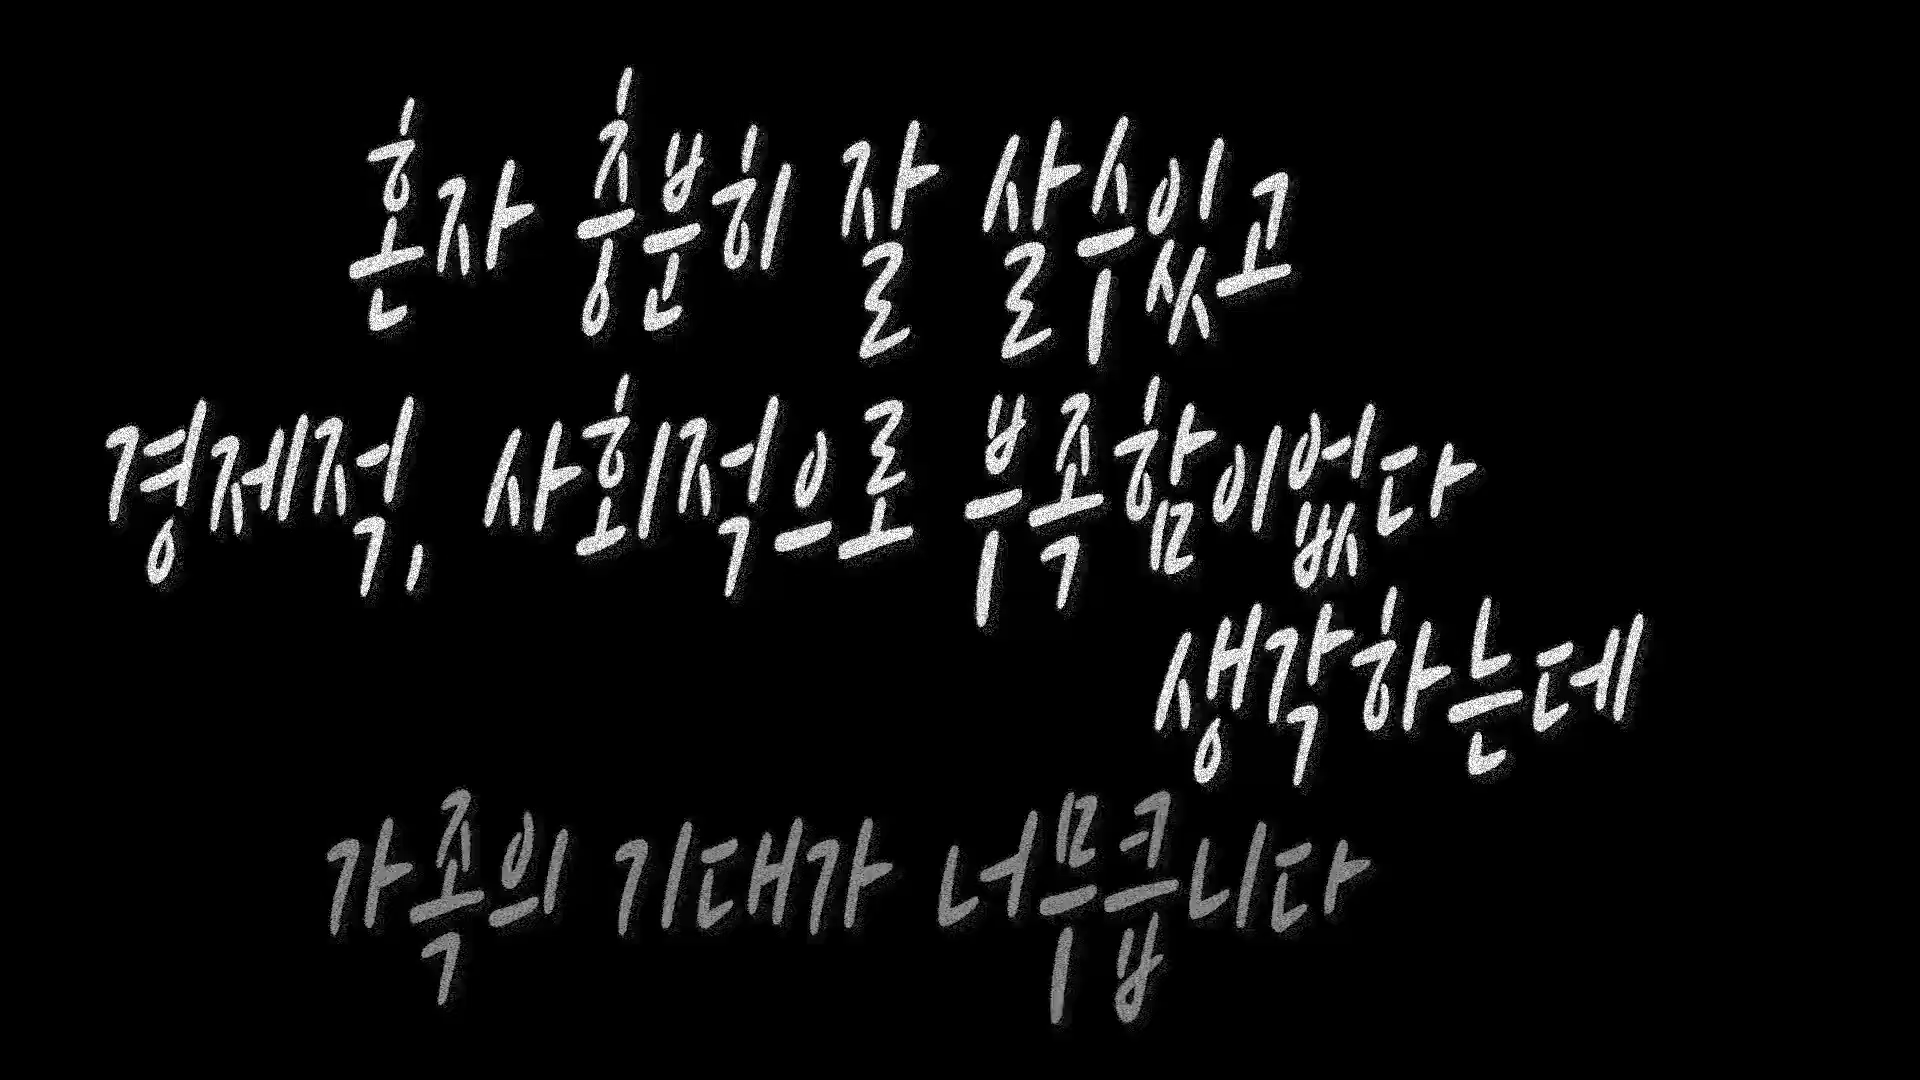 혼자 충분히 잘 살수있고
경제적, 사회적으로 부족함이없다
생각하는데
가족의 기대가 너무큽니다